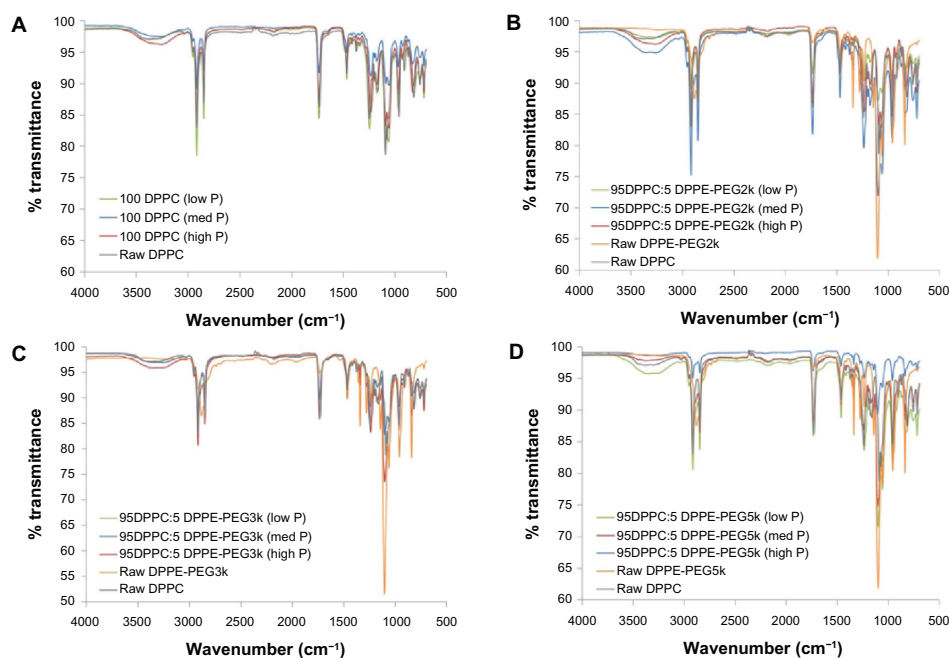 A
% transmittance
100
95
90
85
80
75
70
65
60
100 DPPC (low P)
100 DPPC (med P)
100 DPPC (high P)
Raw DPPC
4000 3500 3000 2500 2000 1500 1000 500
Wavenumber (cm⁻¹)
B
% transmittance
100
95
90
85
80
75
70
65
60
95DPPC:5 DPPE-PEG2k (low P)
95DPPC:5 DPPE-PEG2k (med P)
95DPPC:5 DPPE-PEG2k (high P)
Raw DPPE-PEG2k
Raw DPPC
4000 3500 3000 2500 2000 1500 1000 500
Wavenumber (cm⁻¹)
C
% transmittance
100
95
90
85
80
75
70
65
60
55
50
95DPPC:5 DPPE-PEG3k (low P)
95DPPC:5 DPPE-PEG3k (med P)
95DPPC:5 DPPE-PEG3k (high P)
Raw DPPE-PEG3k
Raw DPPC
4000 3500 3000 2500 2000 1500 1000 500
Wavenumber (cm⁻¹)
D
% transmittance
100
95
90
85
80
75
70
65
60
95DPPC:5 DPPE-PEG5k (low P)
95DPPC:5 DPPE-PEG5k (med P)
95DPPC:5 DPPE-PEG5k (high P)
Raw DPPE-PEG5k
Raw DPPC
4000 3500 3000 2500 2000 1500 1000 500
Wavenumber (cm⁻¹)